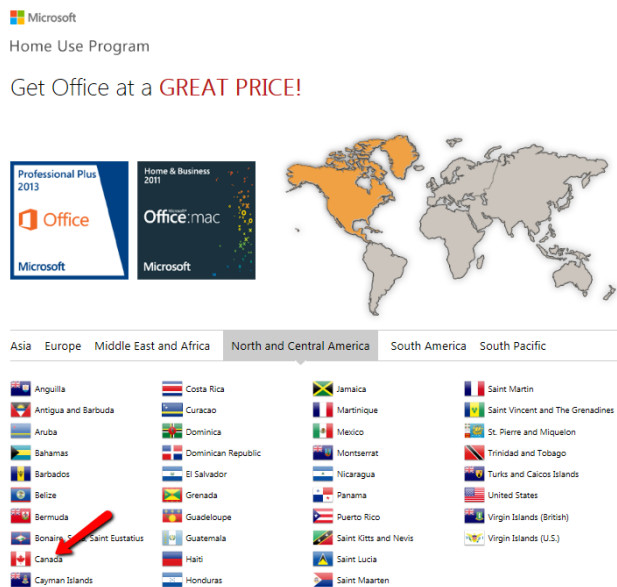 Microsoft
Home Use Program
Get Office at a GREAT PRICE!
Professional Plus
2013
Office
Microsoft
Home & Business
2011
Microsoft
Office:mac
Microsoft
Asia Europe Middle East and Africa North and Central America South America South Pacific
Anguilla Costa Rica Jamaica Saint Martin
Antigua and Barbuda Curacao Martinique Saint Vincent and The Grenadines
Aruba Dominica Mexico St. Pierre and Miquelon
Bahamas Dominican Republic Montserrat Trinidad and Tobago
Barbados El Salvador Nicaragua Turks and Caicos Islands
Belize Grenada Panama United States
Bermuda Guadeloupe Puerto Rico Virgin Islands (British)
Bonaire, Saint Eustatius Guatemala Saint Kitts and Nevis Virgin Islands (U.S.)
Canada Haiti Saint Lucia
Cayman Islands Honduras Saint Maarten